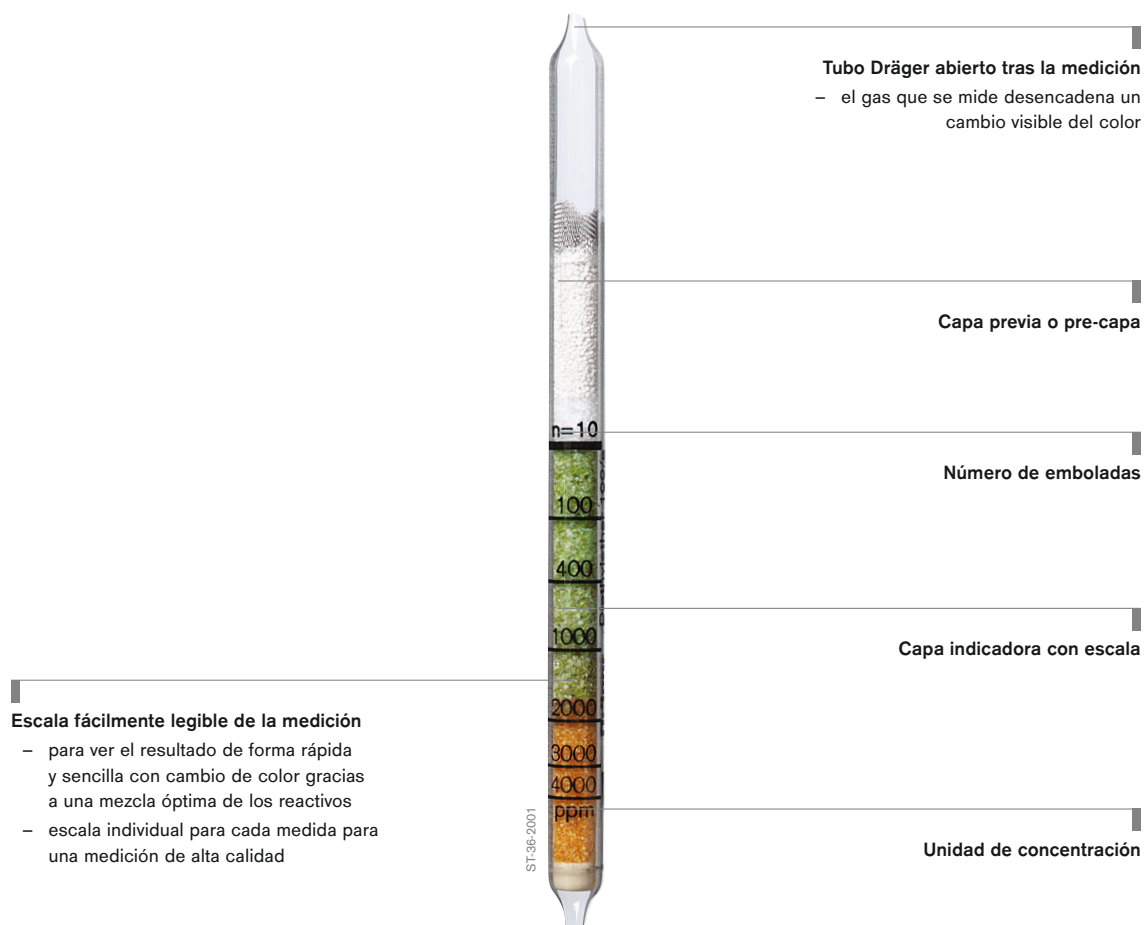 Tubo Dräger abierto tras la medición
– el gas que se mide desencadena un
cambio visible del color
Capa previa o pre-capa
n=10
Número de emboladas
100
400
1000
Capa indicadora con escala
2000
3000
4000
ppm
Escala fácilmente legible de la medición
– para ver el resultado de forma rápida
y sencilla con cambio de color gracias
a una mezcla óptima de los reactivos
– escala individual para cada medida para
una medición de alta calidad
ST-36-2001
Unidad de concentración